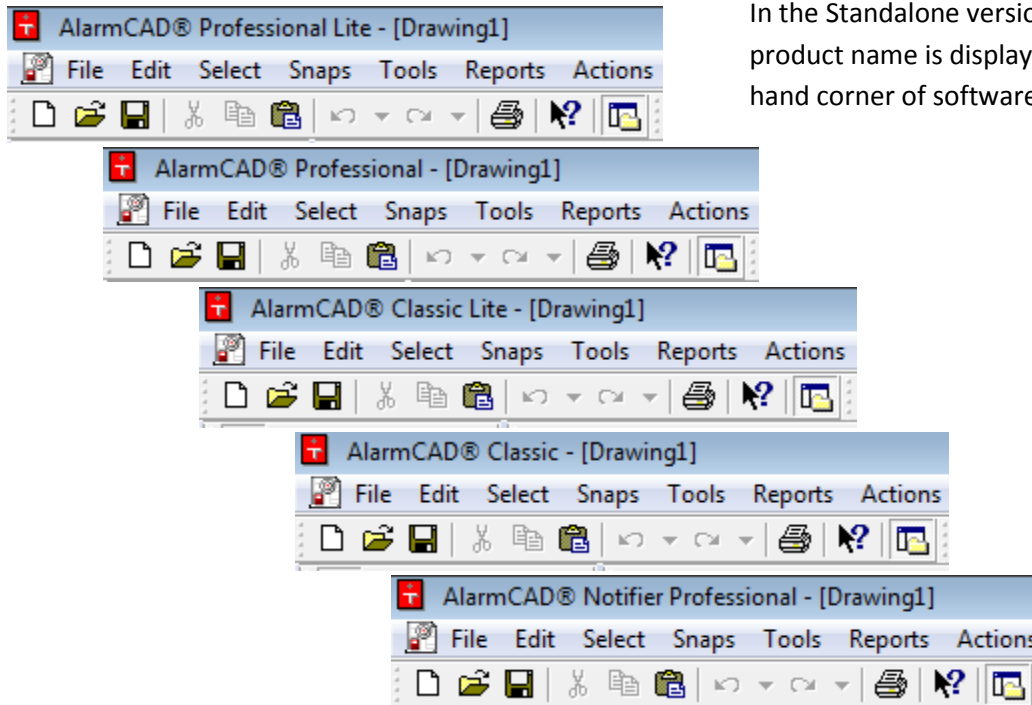 AlarmCAD® Professional Lite - [Drawing1]
File Edit Select Snaps Tools Reports Actions
In the Standalone
product name is
hand corner of
AlarmCAD® Professional - [Drawing1]
File Edit Select Snaps Tools Reports Actions
AlarmCAD® Classic Lite - [Drawing1]
File Edit Select Snaps Tools Reports Actions
AlarmCAD® Classic - [Drawing1]
File Edit Select Snaps Tools Reports Actions
AlarmCAD® Notifier Professional - [Drawing1]
File Edit Select Snaps Tools Reports Actions